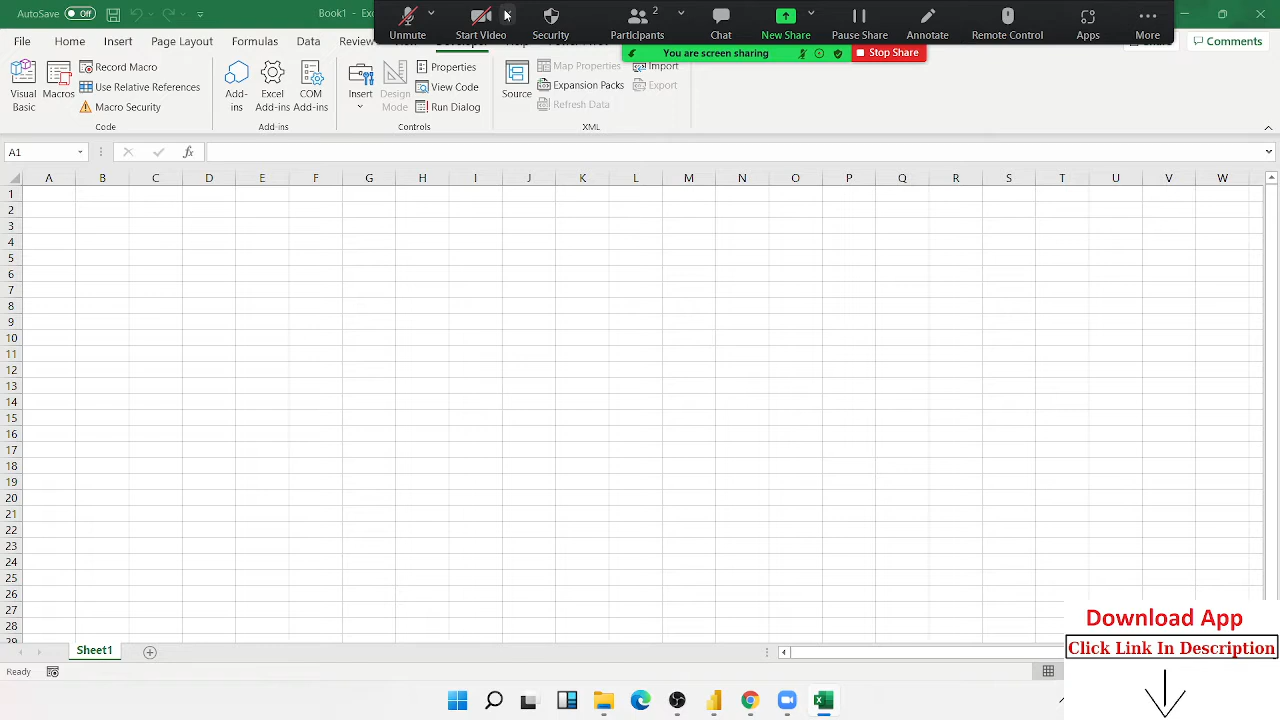 AutoSave Off Book1 - Exc
Unmute Start Video Security Participants 2 Chat New Share Pause Share Annotate Remote Control Apps More
You are screen sharing Stop Share
File Home Insert Page Layout Formulas Data Review
Comments
Visual Basic
Macros
Use Relative References
Macro Security
Code
Add-ins
Excel Add-ins
COM Add-ins
Add-ins
Insert
Design Mode
Properties
View Code
Run Dialog
Controls
Source
Map Properties
Expansion Packs
Refresh Data
Import
Export
XML
A1
fx
A B C D E F G H I J K L M N O P Q R S T U V W
1
2
3
4
5
6
7
8
9
10
11
12
13
14
15
16
17
18
19
20
21
22
23
24
25
26
27
28
29
Sheet1
Ready
Download App
Click Link In Description